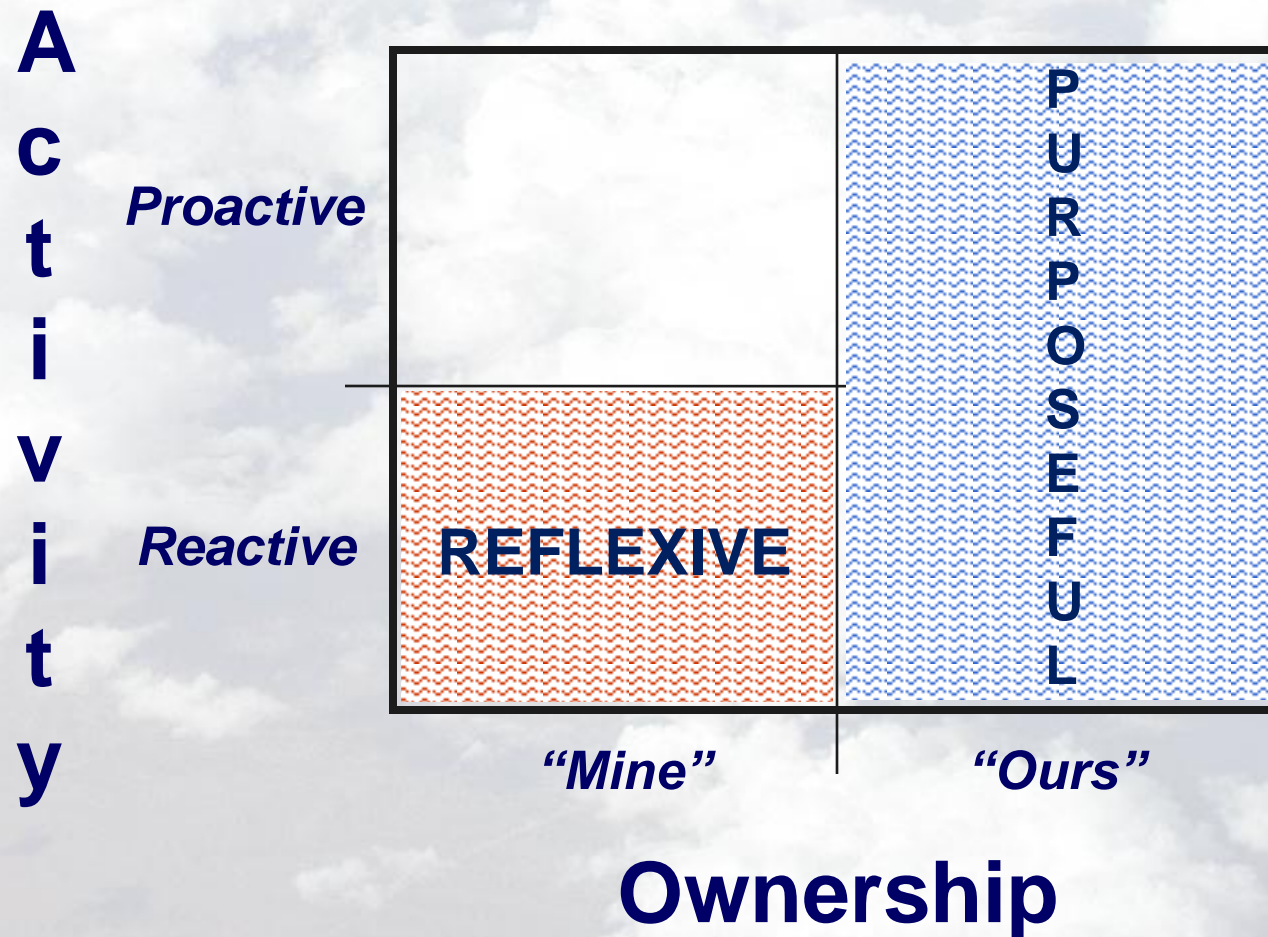 Activity
Proactive
Reactive
REFLEXIVE
PURPOSEFUL
“Mine”
“Ours”
Ownership